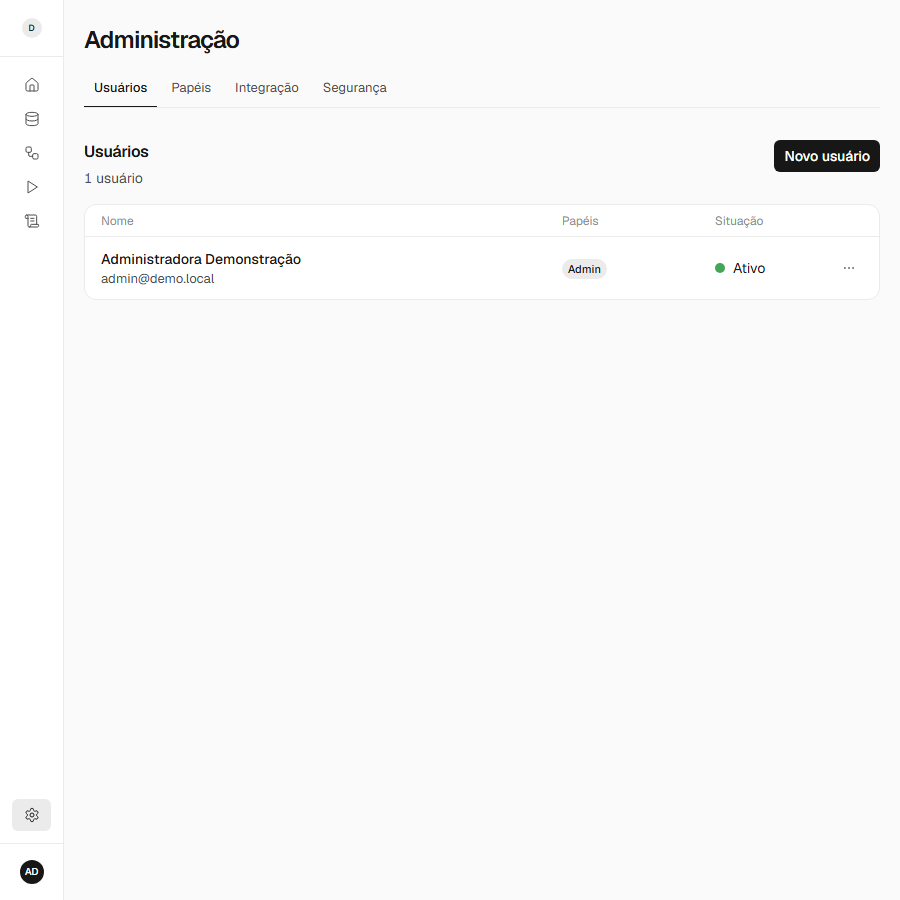 D
Administração
Usuários Papéis Integração Segurança
Usuários
1 usuário
Novo usuário
Nome Papéis Situação
Administradora Demonstração
admin@demo.local
Admin
Ativo
AD